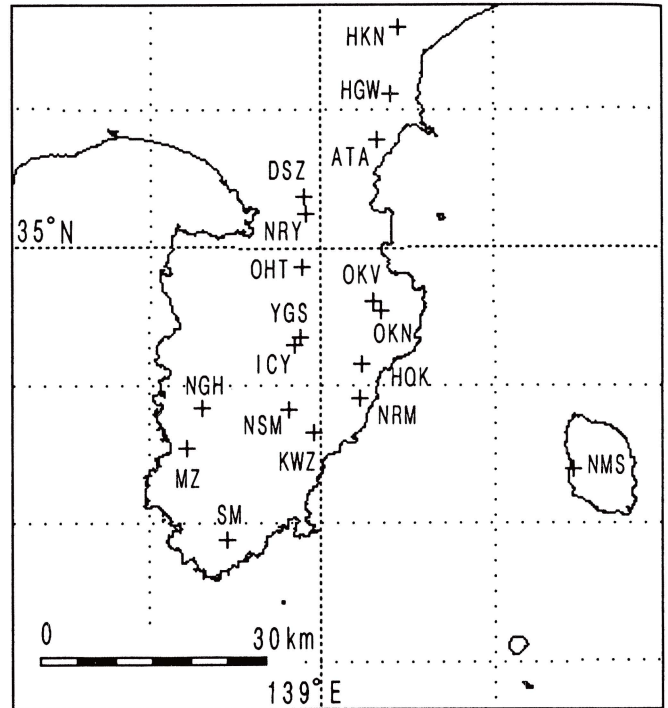 HKN
HGW
ATA
DSZ
NRY
35°N
OHT
OKV
YGS
OKN
ICY
HOK
NGH
NRM
NSM
KWZ
NMS
MZ
SM
0 30km
139°E